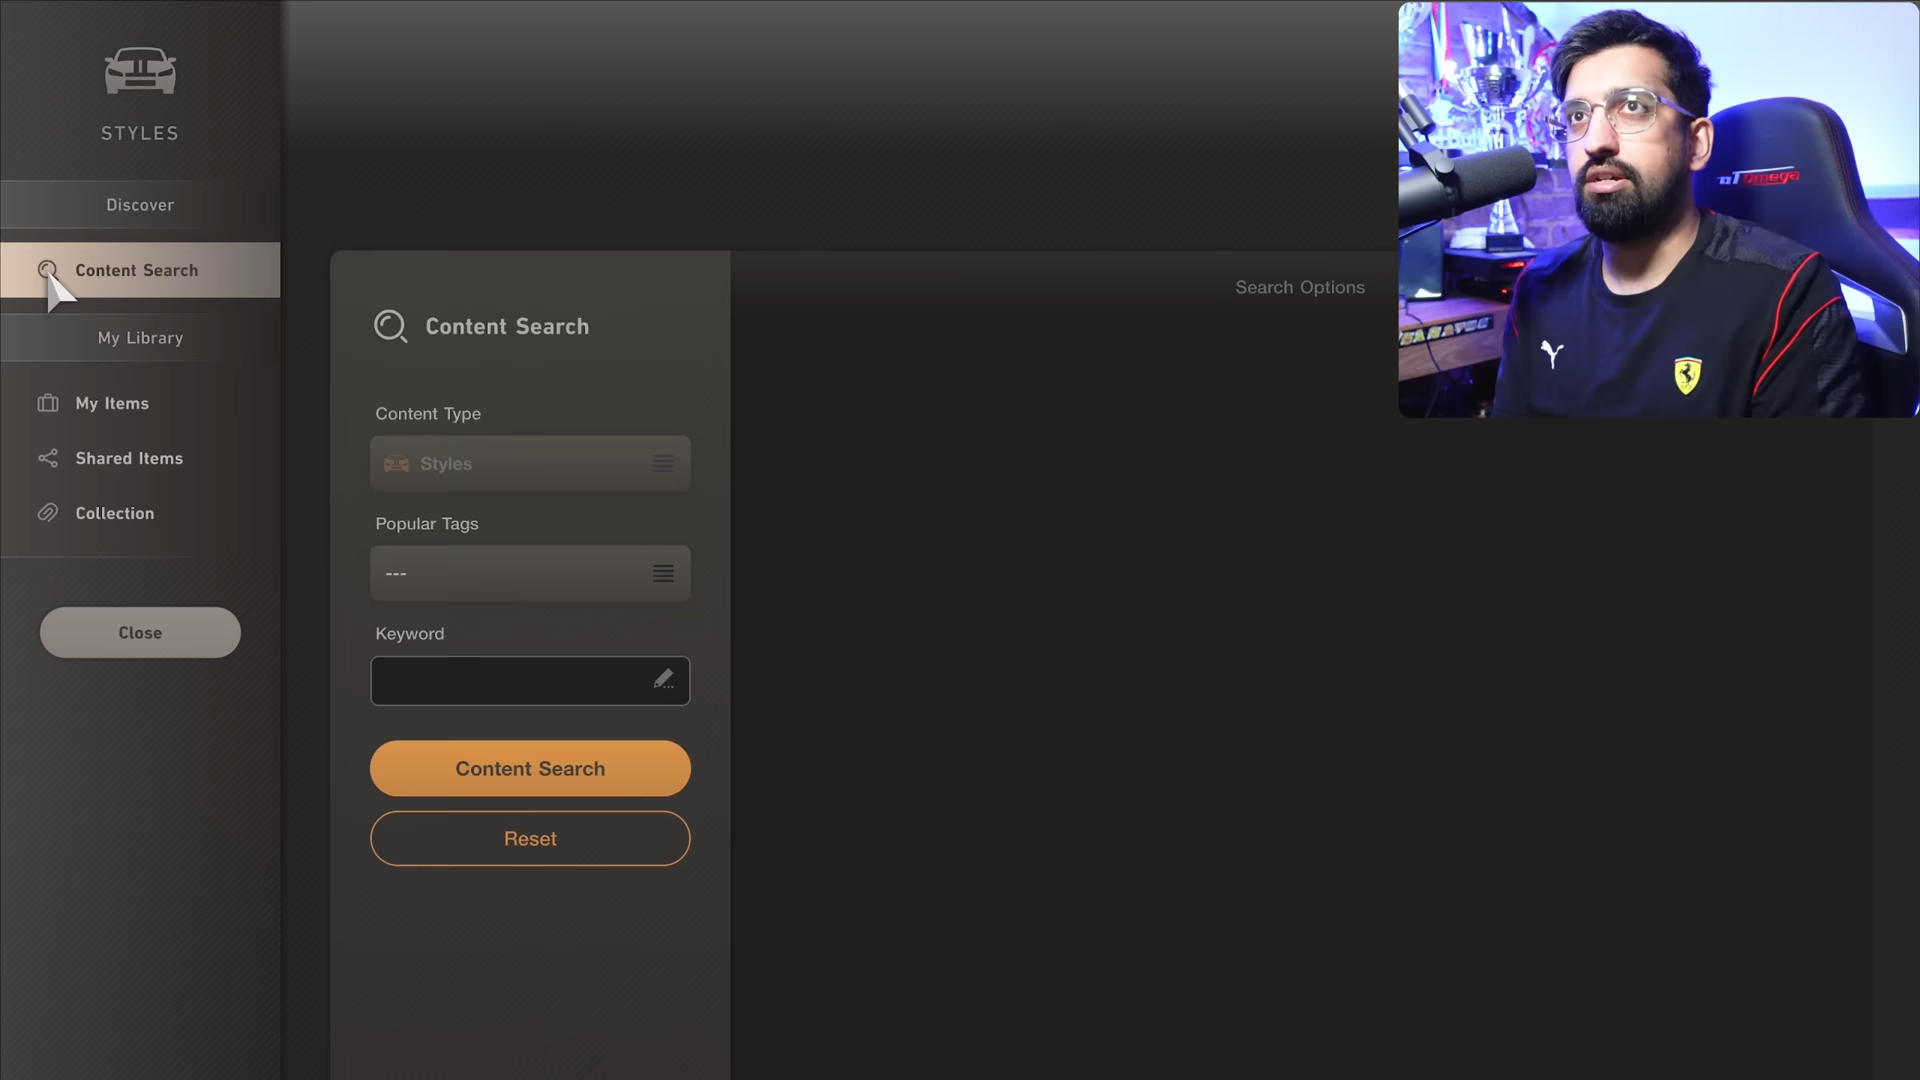 STYLES
Discover
Content Search
My Library
My Items
Shared Items
Collection
Close
Content Search
Content Type
Styles
Popular Tags
---
Keyword
Content Search
Reset
Search Options
omega